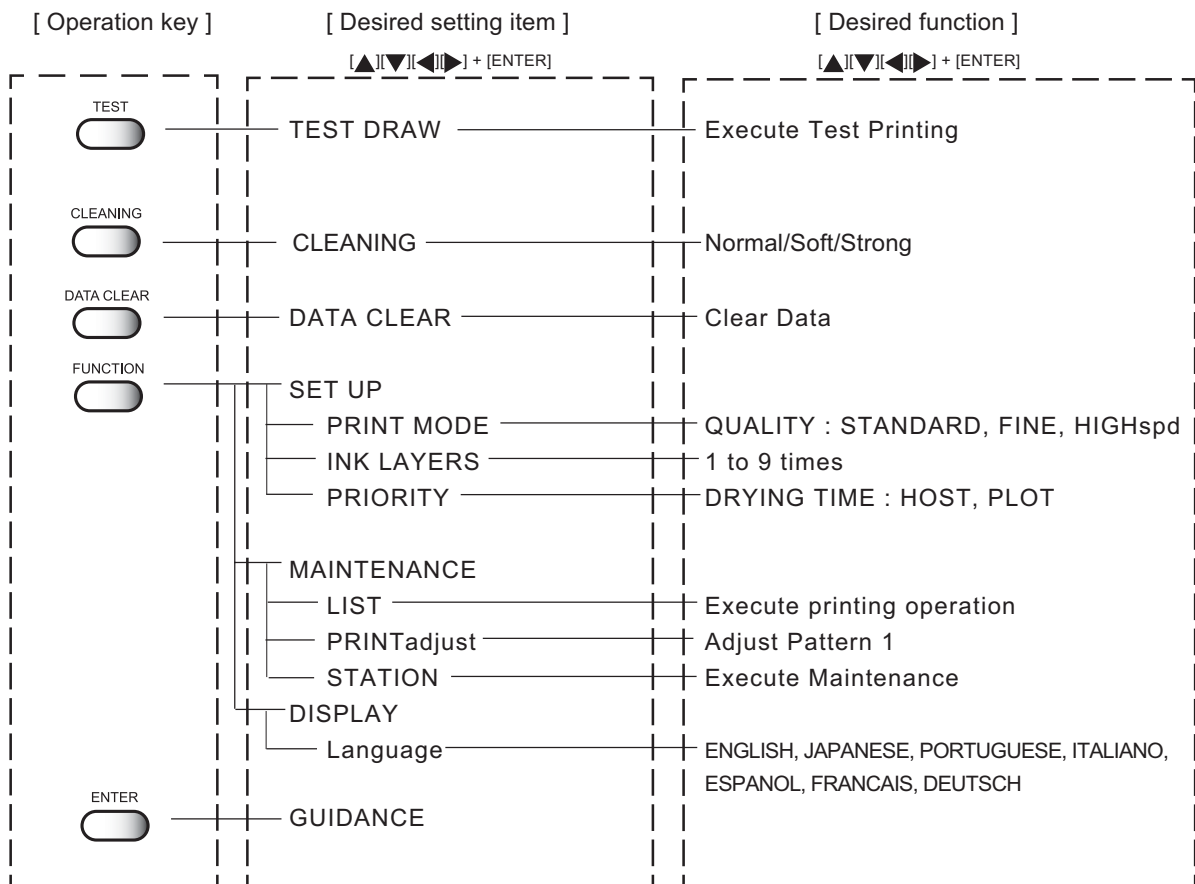 [ Operation key ] [ Desired setting item ] [ Desired function ]
[▲][▼][◀][▶] + [ENTER] [▲][▼][◀][▶] + [ENTER]
TEST
TEST DRAW Execute Test Printing
CLEANING
CLEANING Normal/Soft/Strong
DATA CLEAR
DATA CLEAR Clear Data
FUNCTION
SET UP
PRINT MODE QUALITY : STANDARD, FINE, HIGHspd
INK LAYERS 1 to 9 times
PRIORITY DRYING TIME : HOST, PLOT
MAINTENANCE
LIST Execute printing operation
PRINTadjust Adjust Pattern 1
STATION Execute Maintenance
DISPLAY
Language ENGLISH, JAPANESE, PORTUGUESE, ITALIANO,
ESPANOL, FRANCAIS, DEUTSCH
ENTER
GUIDANCE